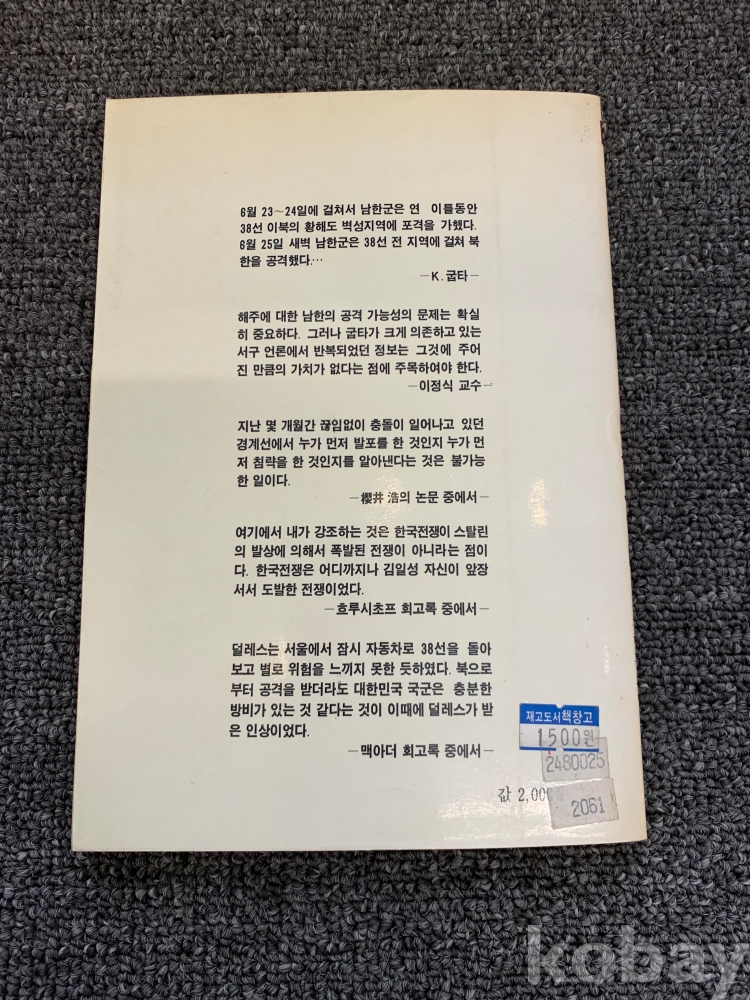 6월 23~24일에 걸쳐서 남한군은 연 이틀동안
38선 이북의 황해도 벽성지역에 포격을 가했다.
6월 25일 새벽 남한군은 38선 전 지역에 걸쳐 북
한을 공격했다…
—K. 굽타—
해주에 대한 남한의 공격 가능성의 문제는 확실
히 중요하다. 그러나 굽타가 크게 의존하고 있는
서구 언론에서 반복되었던 정보는 그것에 주어
진 만큼의 가치가 없다는 점에 주목하여야 한다.
—이정식 교수—
지난 몇 개월간 끊임없이 충돌이 일어나고 있던
경계선에서 누가 먼저 발포를 한 것인지 누가 먼
저 침략을 한 것인지를 알아낸다는 것은 불가능
한 일이다.
—櫻井 浩의 논문 중에서—
여기에서 내가 강조하는 것은 한국전쟁이 스탈린
의 발상에 의해서 폭발된 전쟁이 아니라는 점이
다. 한국전쟁은 어디까지나 김일성 자신이 앞장
서서 도발한 전쟁이었다.
—흐루시초프 회고록 중에서—
덜레스는 서울에서 잠시 자동차로 38선을 돌아
보고 별로 위험을 느끼지 못한 듯하였다. 북으로
부터 공격을 받더라도 대한민국 국군은 충분한
방비가 있는 것 같다는 것이 이때에 덜레스가 받
은 인상이었다.
—맥아더 회고록 중에서—
재고도서책창고
1500원
2480025
값 2,00
2061
kobay